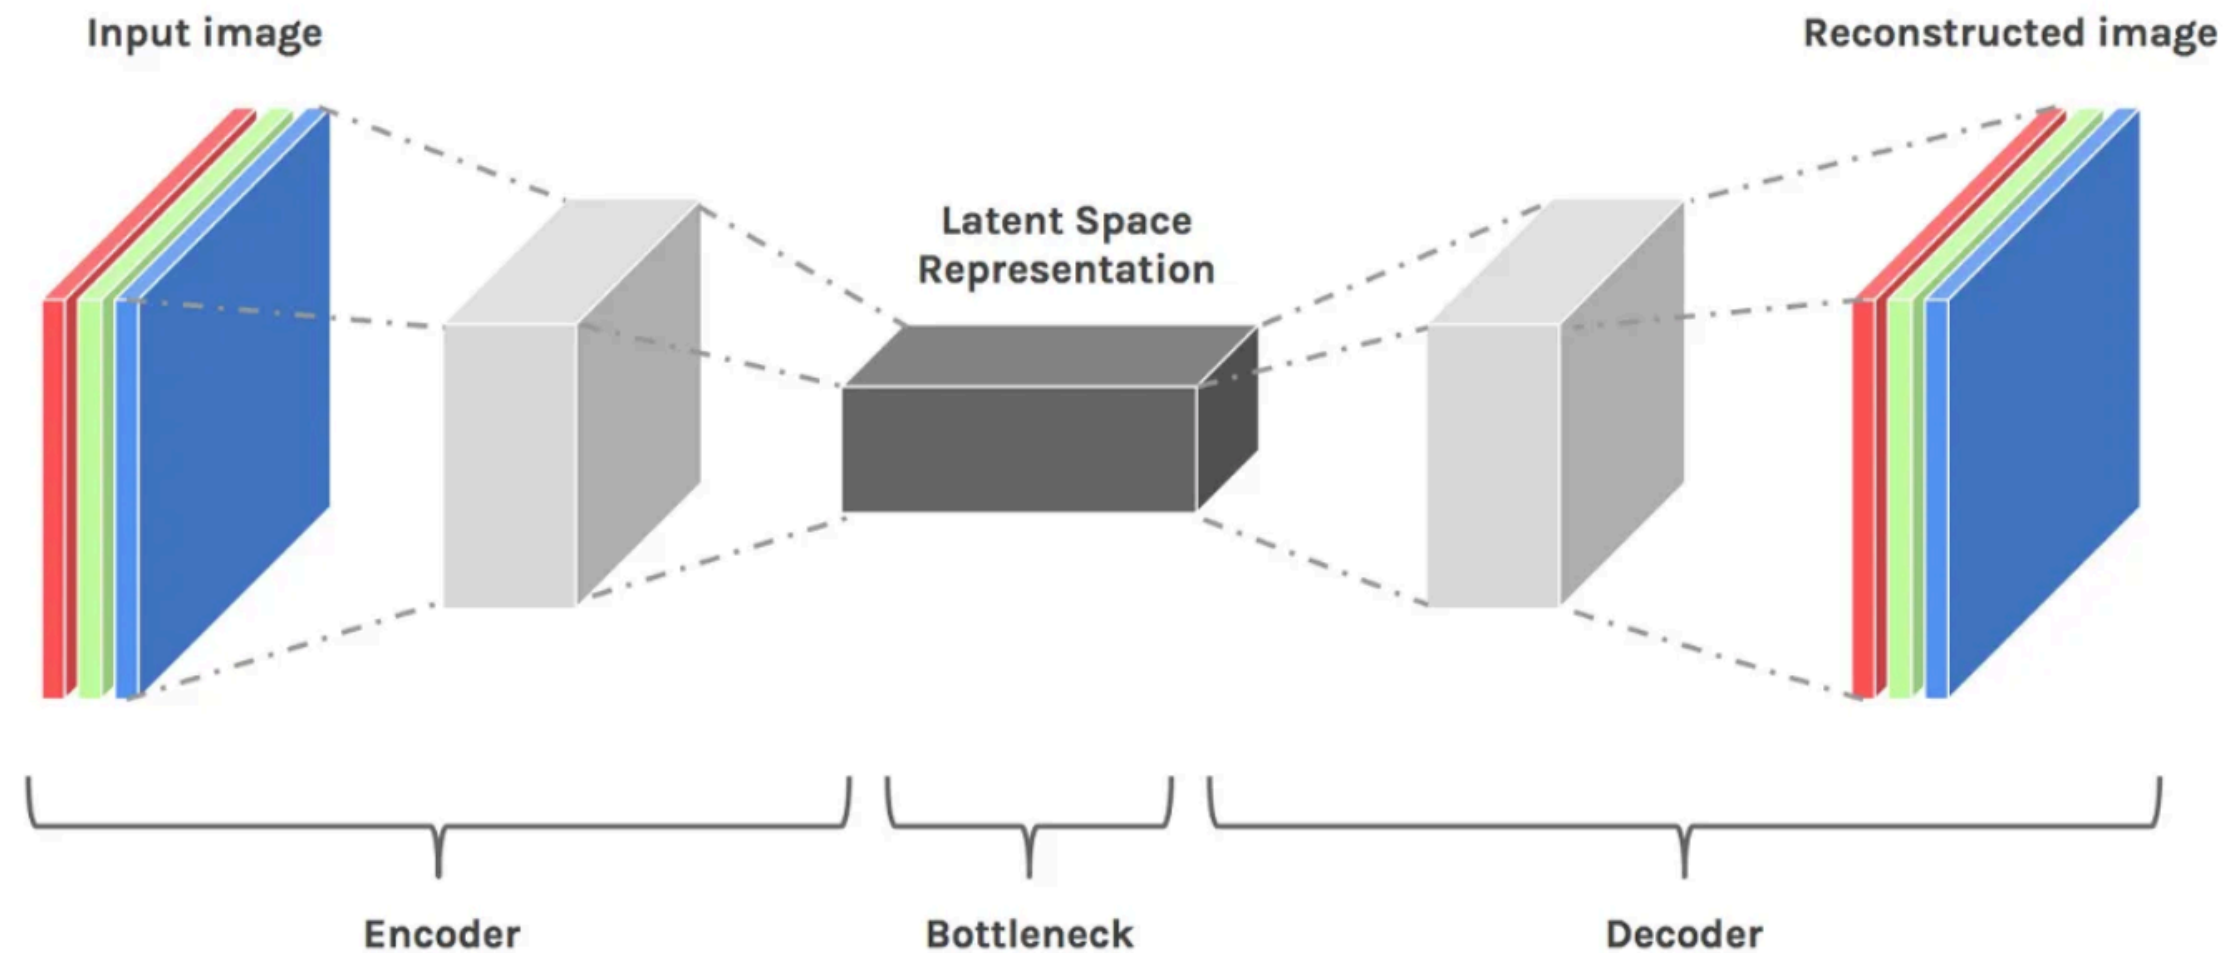 Input image
Reconstructed image
Latent Space
Representation
Encoder
Bottleneck
Decoder